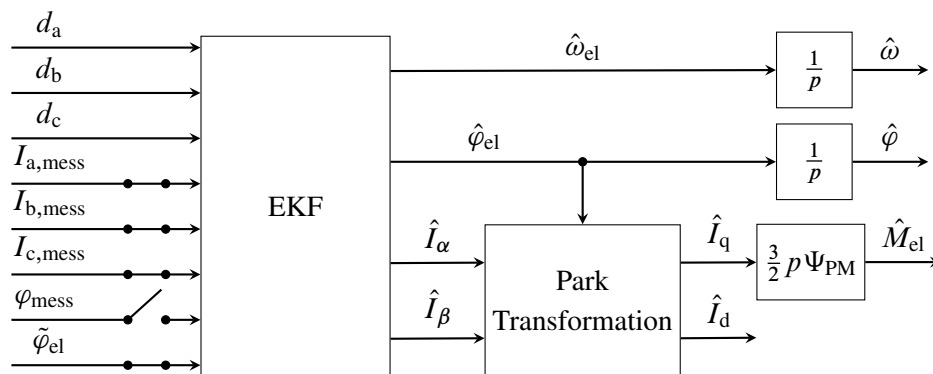 d_a
d_b
d_c
I_a,mess
I_b,mess
I_c,mess
φ_mess
φ̃_el
EKF
ω̂_el
1/p
ω̂
φ̂_el
1/p
φ̂
Î_α
Î_β
Park
Transformation
Î_q
3/2 p Ψ_PM
M̂_el
Î_d